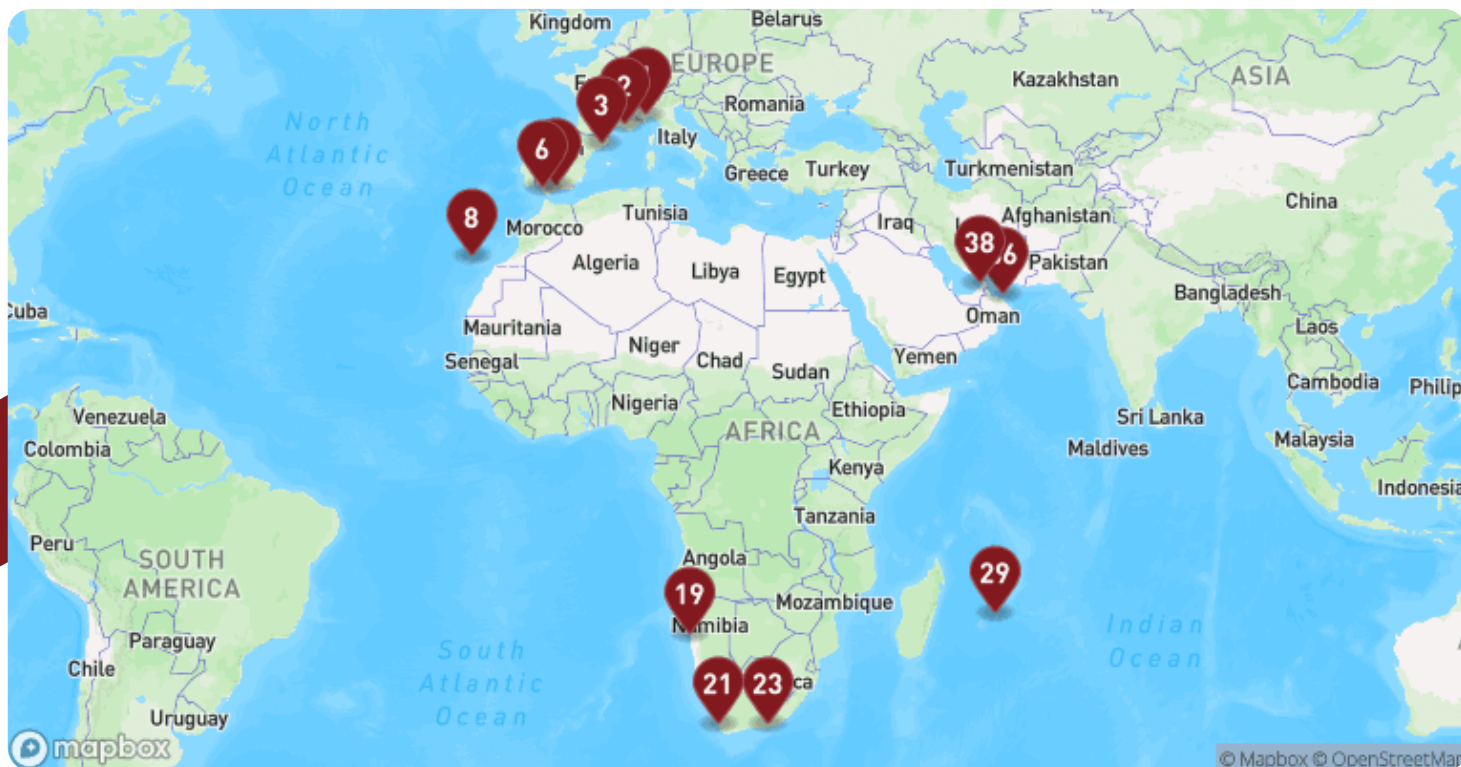 Kingdom
Belarus
EUROPE
ASIA
Kazakhstan
2
3
Romania
North
Atlantic
Ocean
Italy
6
Greece
Turkey
Turkmenistan
China
8
Tunisia
Morocco
Iraq
Afghanistan
38
Pakistan
Algeria
Libya
Egypt
Bangladesh
Oman
Cuba
Mauritania
Laos
Niger
Chad
Sudan
Yemen
Senegal
Cambodia
Philip
Nigeria
Ethiopia
Venezuela
Sri Lanka
AFRICA
Colombia
Maldives
Malaysia
Kenya
Indonesia
Tanzania
Peru
SOUTH
AMERICA
Angola
29
19
Mozambique
Namibia
Indian
Ocean
Paraguay
Chile
South
Atlantic
Ocean
21
23
ca
Uruguay
mapbox
© Mapbox © OpenStreetMap